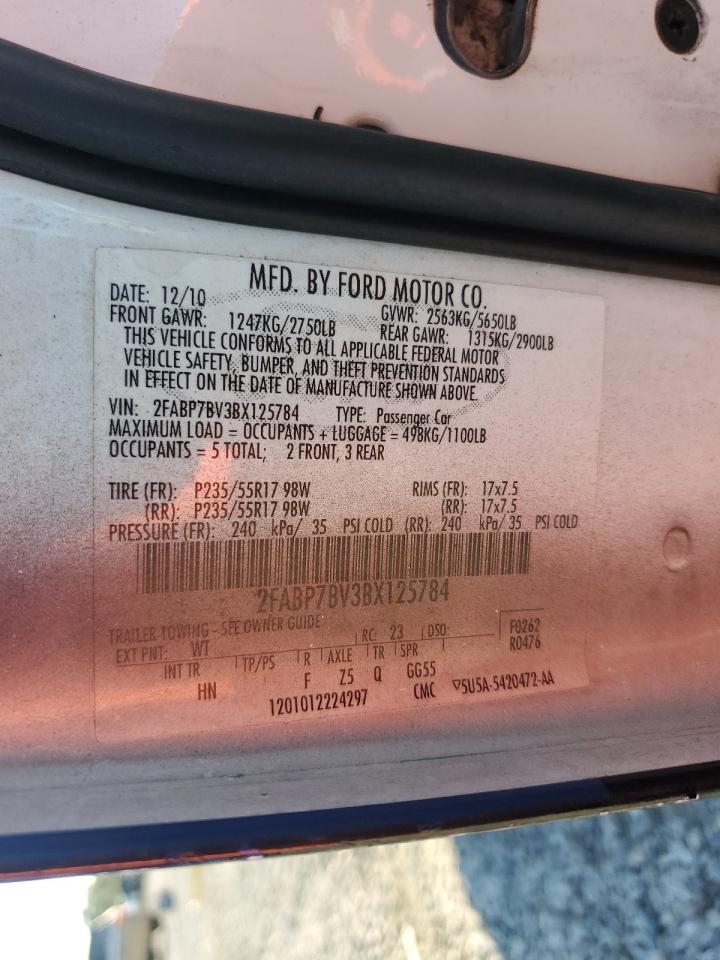 MFD. BY FORD MOTOR CO.
DATE: 12/10 GVWR: 2563KG/5650LB
FRONT GAWR: 1247KG/2750LB REAR GAWR: 1315KG/2900LB
THIS VEHICLE CONFORMS TO ALL APPLICABLE FEDERAL MOTOR
VEHICLE SAFETY, BUMPER, AND THEFT PREVENTION STANDARDS
IN EFFECT ON THE DATE OF MANUFACTURE SHOWN ABOVE.
VIN: 2FABP7BV3BX125784 TYPE: Passenger Car
MAXIMUM LOAD = OCCUPANTS + LUGGAGE = 498KG/1100LB
OCCUPANTS = 5 TOTAL; 2 FRONT, 3 REAR
TIRE (FR): P235/55R17 98W RIMS (FR): 17x7.5
(RR): P235/55R17 98W (RR): 17x7.5
PRESSURE (FR): 240 kPa/ 35 PSI COLD (RR): 240 kPa/ 35 PSI COLD
2FABP7BV3BX125784
TRAILER TOWING - SEE OWNER GUIDE
EXT PNT: WT RC: 23 DSO: F0262
R0476
INT TR TP/PS R AXLE TR SPR
HN F Z5 Q GG55
1201012224297 CMC ▽5U5A-5420472-AA